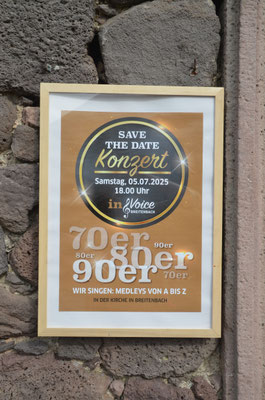 SAVE
THE DATE
Konzert
Samstag, 05.07.2025
18.00 Uhr
in Voice
BREITENBACH
70er 90er
80er 80er
90er 70er
WIR SINGEN: MEDLEYS VON A BIS Z
IN DER KIRCHE IN BREITENBACH